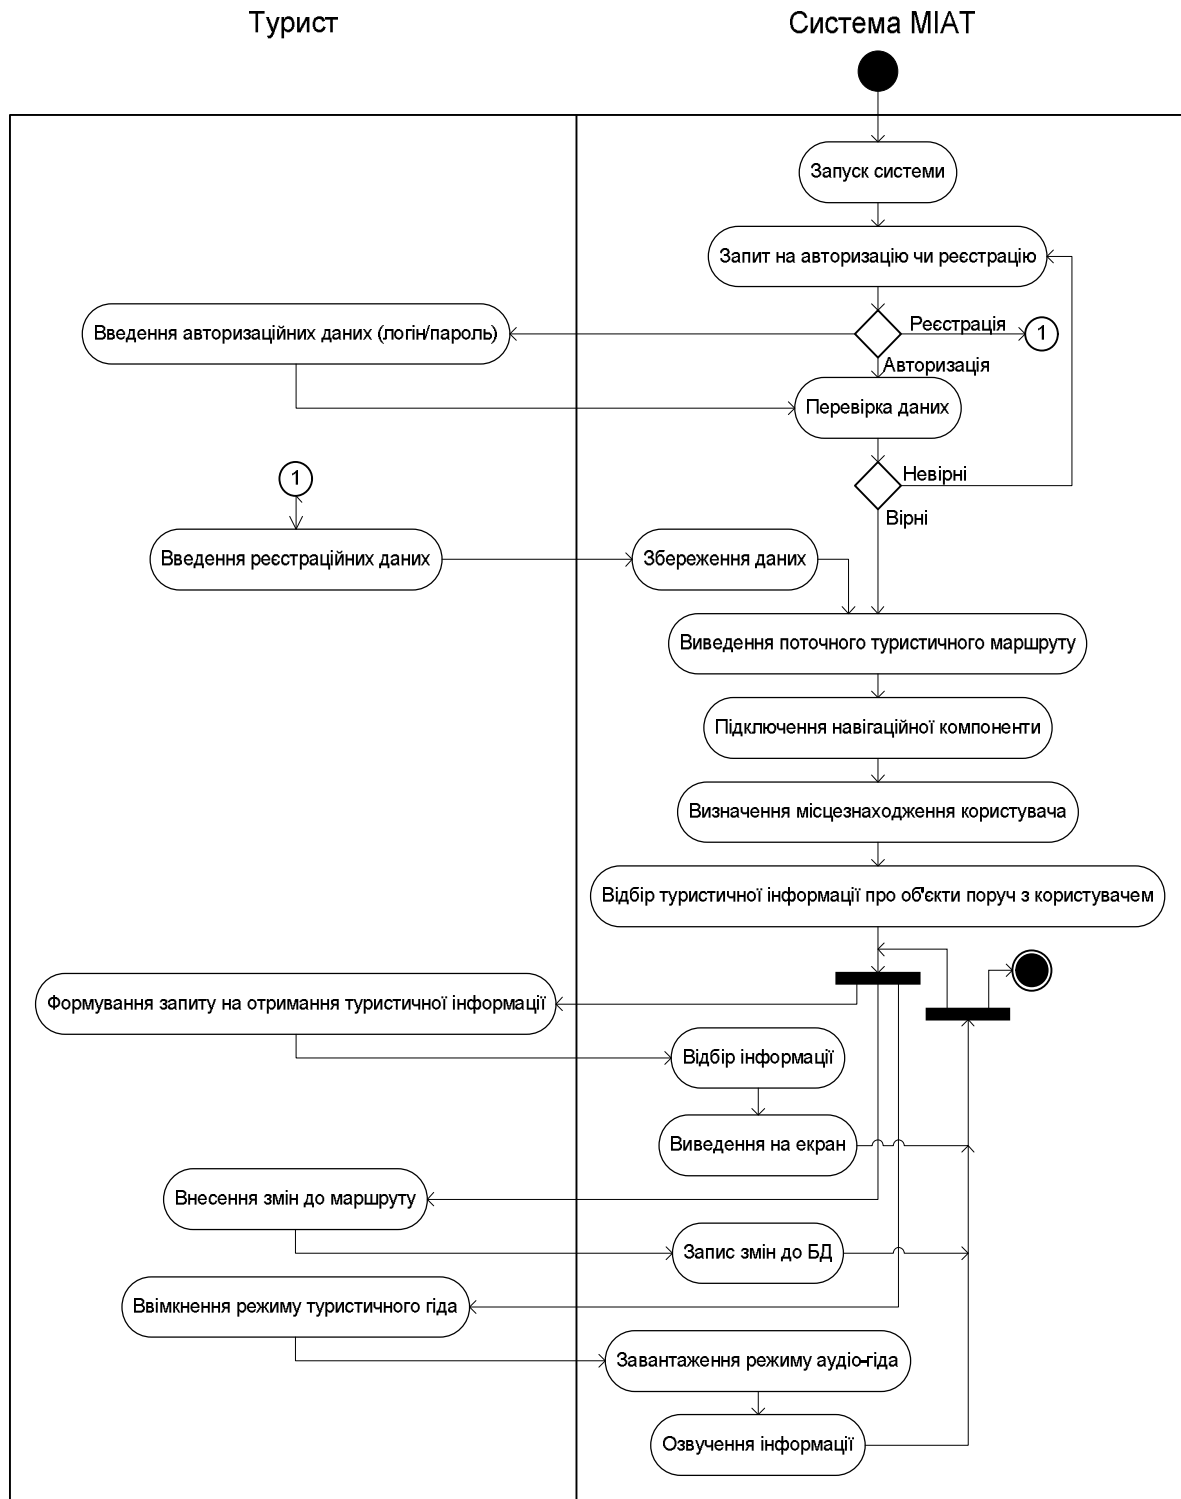 Турист
Система МІАТ
Запуск системи
Запит на авторизацію чи реєстрацію
Введення авторизаційних даних (логін/пароль)
Реєстрація
1
Авторизація
Перевірка даних
1
Невірні
Вірні
Введення реєстраційних даних
Збереження даних
Виведення поточного туристичного маршруту
Підключення навігаційної компоненти
Визначення місцезнаходження користувача
Відбір туристичної інформації про об'єкти поруч з користувачем
Формування запиту на отримання туристичної інформації
Відбір інформації
Виведення на екран
Внесення змін до маршруту
Запис змін до БД
Ввімкнення режиму туристичного гіда
Завантаження режиму аудіо-гіда
Озвучення інформації